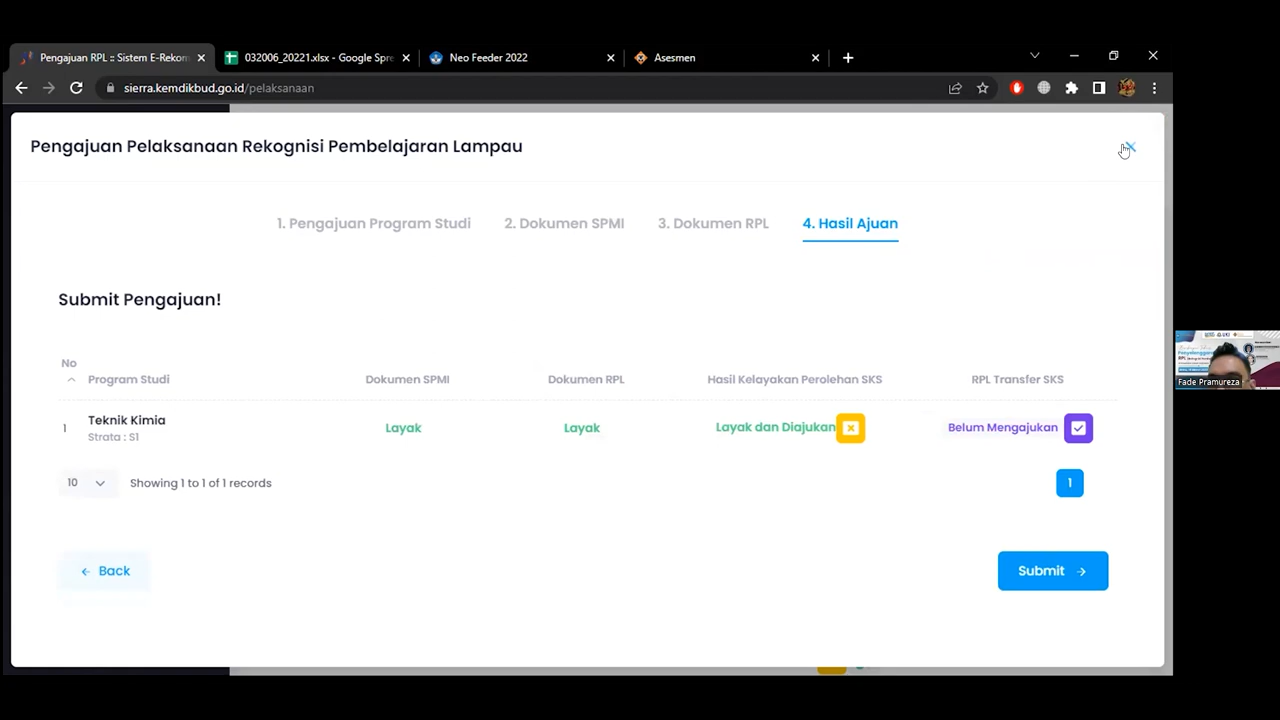 Pengajuan RPL :: Sistem E-Rekom
032006_20221.xlsx - Google Spre
Neo Feeder 2022
Asesmen
sierra.kemdikbud.go.id/pelaksanaan
Pengajuan Pelaksanaan Rekognisi Pembelajaran Lampau
1. Pengajuan Program Studi
2. Dokumen SPMI
3. Dokumen RPL
4. Hasil Ajuan
Submit Pengajuan!
No
Program Studi
Dokumen SPMI
Dokumen RPL
Hasil Kelayakan Perolehan SKS
RPL Transfer SKS
1
Teknik Kimia
Strata : S1
Layak
Layak
Layak dan Diajukan
Belum Mengajukan
10
Showing 1 to 1 of 1 records
1
Back
Submit
Fade Pramureza